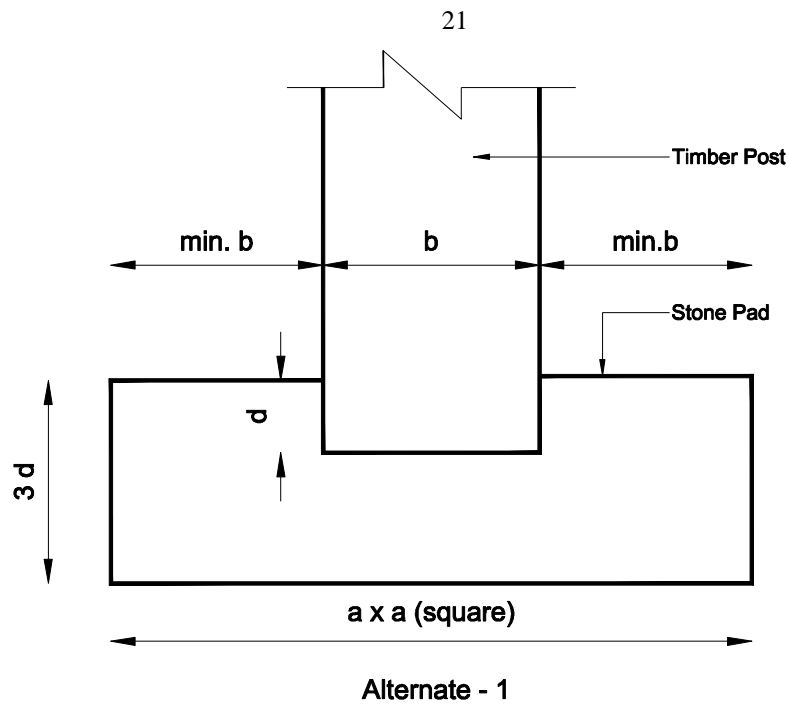 21
Timber Post
min. b
b
min.b
Stone Pad
d
3 d
a x a (square)
Alternate - 1